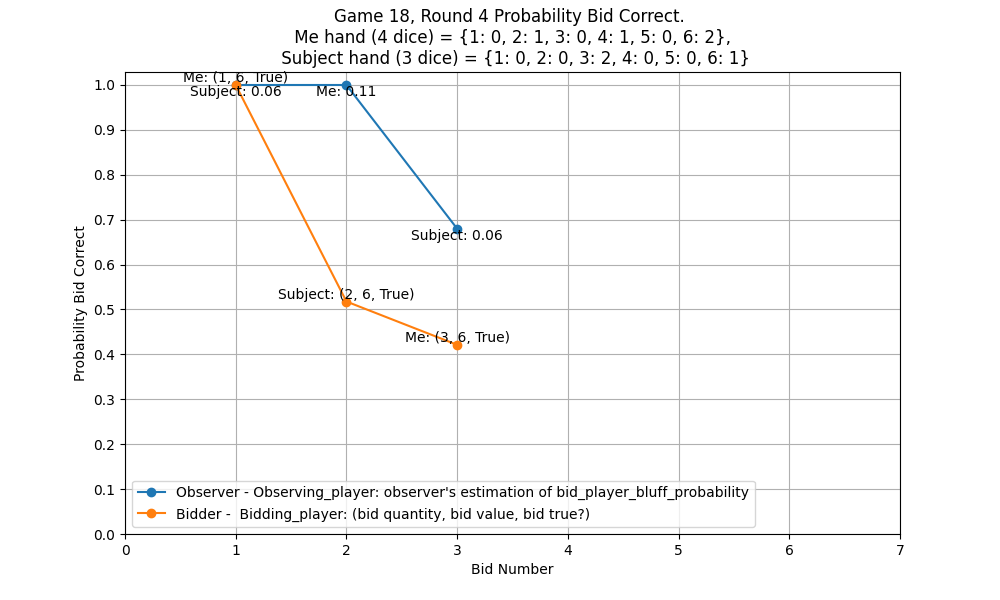 Game 18, Round 4 Probability Bid Correct.
Me hand (4 dice) = {1: 0, 2: 1, 3: 0, 4: 1, 5: 0, 6: 2},
Subject hand (3 dice) = {1: 0, 2: 0, 3: 2, 4: 0, 5: 0, 6: 1}
Me: (1, 6, True)
Subject: 0.06
Me: 0.11
Subject: 0.06
Subject: (2, 6, True)
Me: (3, 6, True)
Probability Bid Correct
1.0
0.9
0.8
0.7
0.6
0.5
0.4
0.3
0.2
0.1
0.0
Observer - Observing_player: observer's estimation of bid_player_bluff_probability
Bidder -  Bidding_player: (bid quantity, bid value, bid true?)
0 1 2 3 4 5 6 7
Bid Number